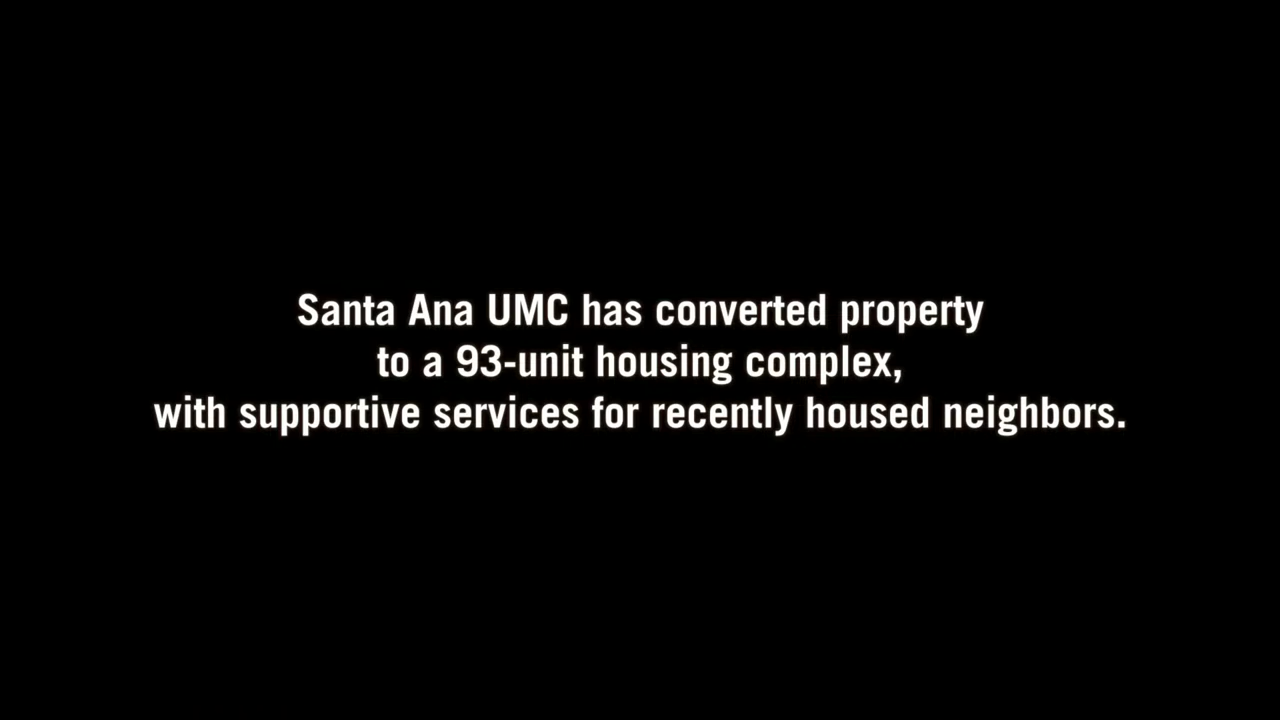 Santa Ana UMC has converted property
to a 93-unit housing complex,
with supportive services for recently housed neighbors.